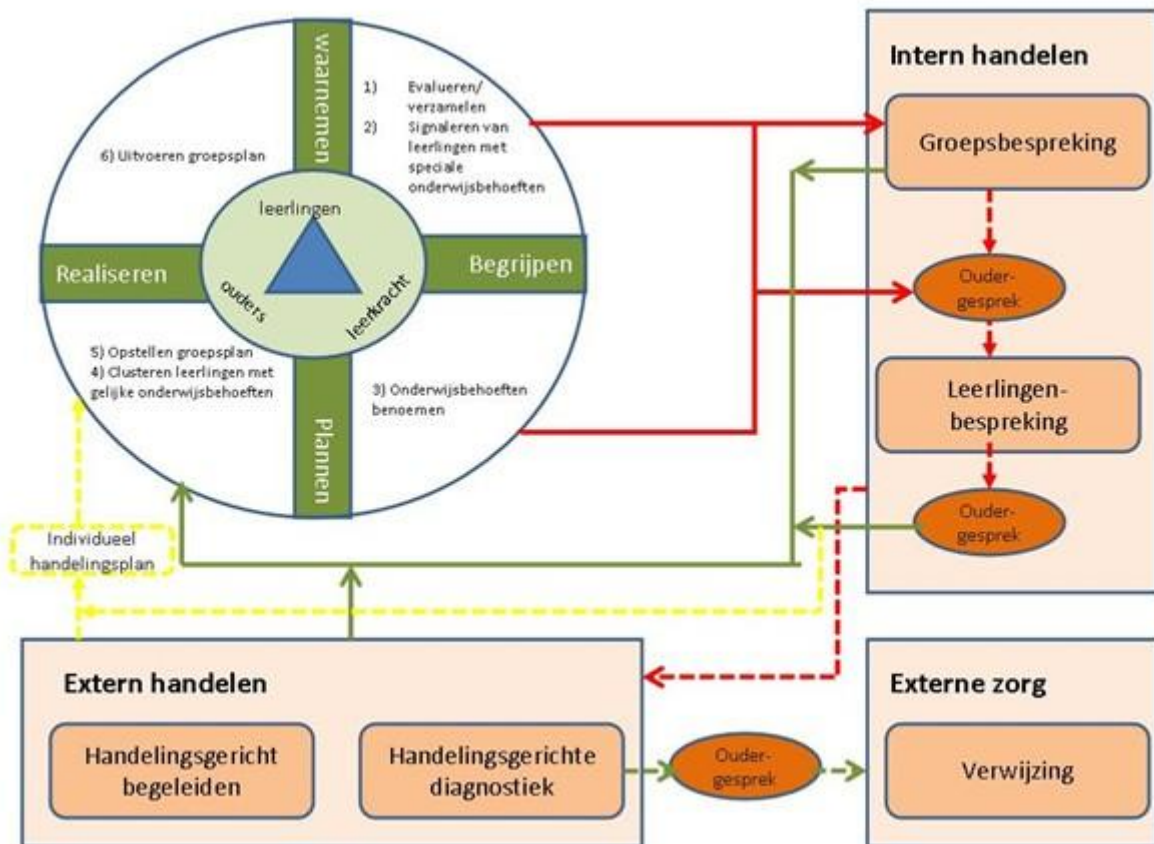 waarnemen
1) Evalueren/
verzamelen
2) Signaleren van
leerlingen met
speciale
onderwijsbehoeften
6) Uitvoeren groepsplan
leerlingen
ouders
leerkracht
Realiseren
Begrijpen
5) Opstellen groepsplan
4) Clusteren leerlingen met
gelijke onderwijsbehoeften
3) Onderwijsbehoeften
benoemen
Plannen
Intern handelen
Groepsbespreking
Ouder-
gesprek
Leerlingen-
bespreking
Ouder-
gesprek
Individueel
handelingsplan
Extern handelen
Handelingsgericht
begeleiden
Handelingsgerichte
diagnostiek
Ouder-
gesprek
Externe zorg
Verwijzing